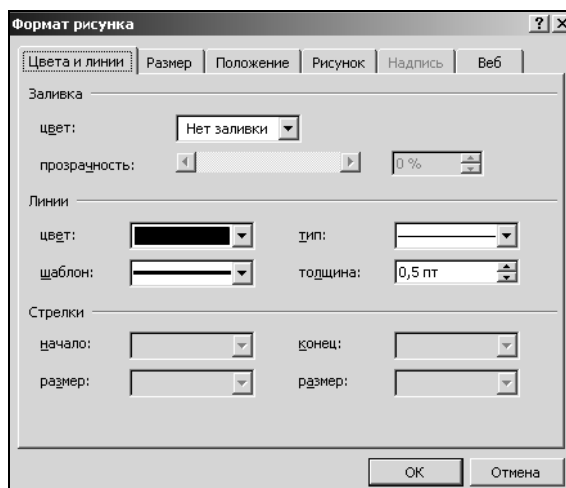 Формат рисунка
Цвета и линии Размер Положение Рисунок Надпись Веб
Заливка
цвет: Нет заливки
прозрачность: 0 %
Линии
цвет: тип:
шаблон: толщина: 0,5 пт
Стрелки
начало: конец:
размер: размер:
ОК Отмена